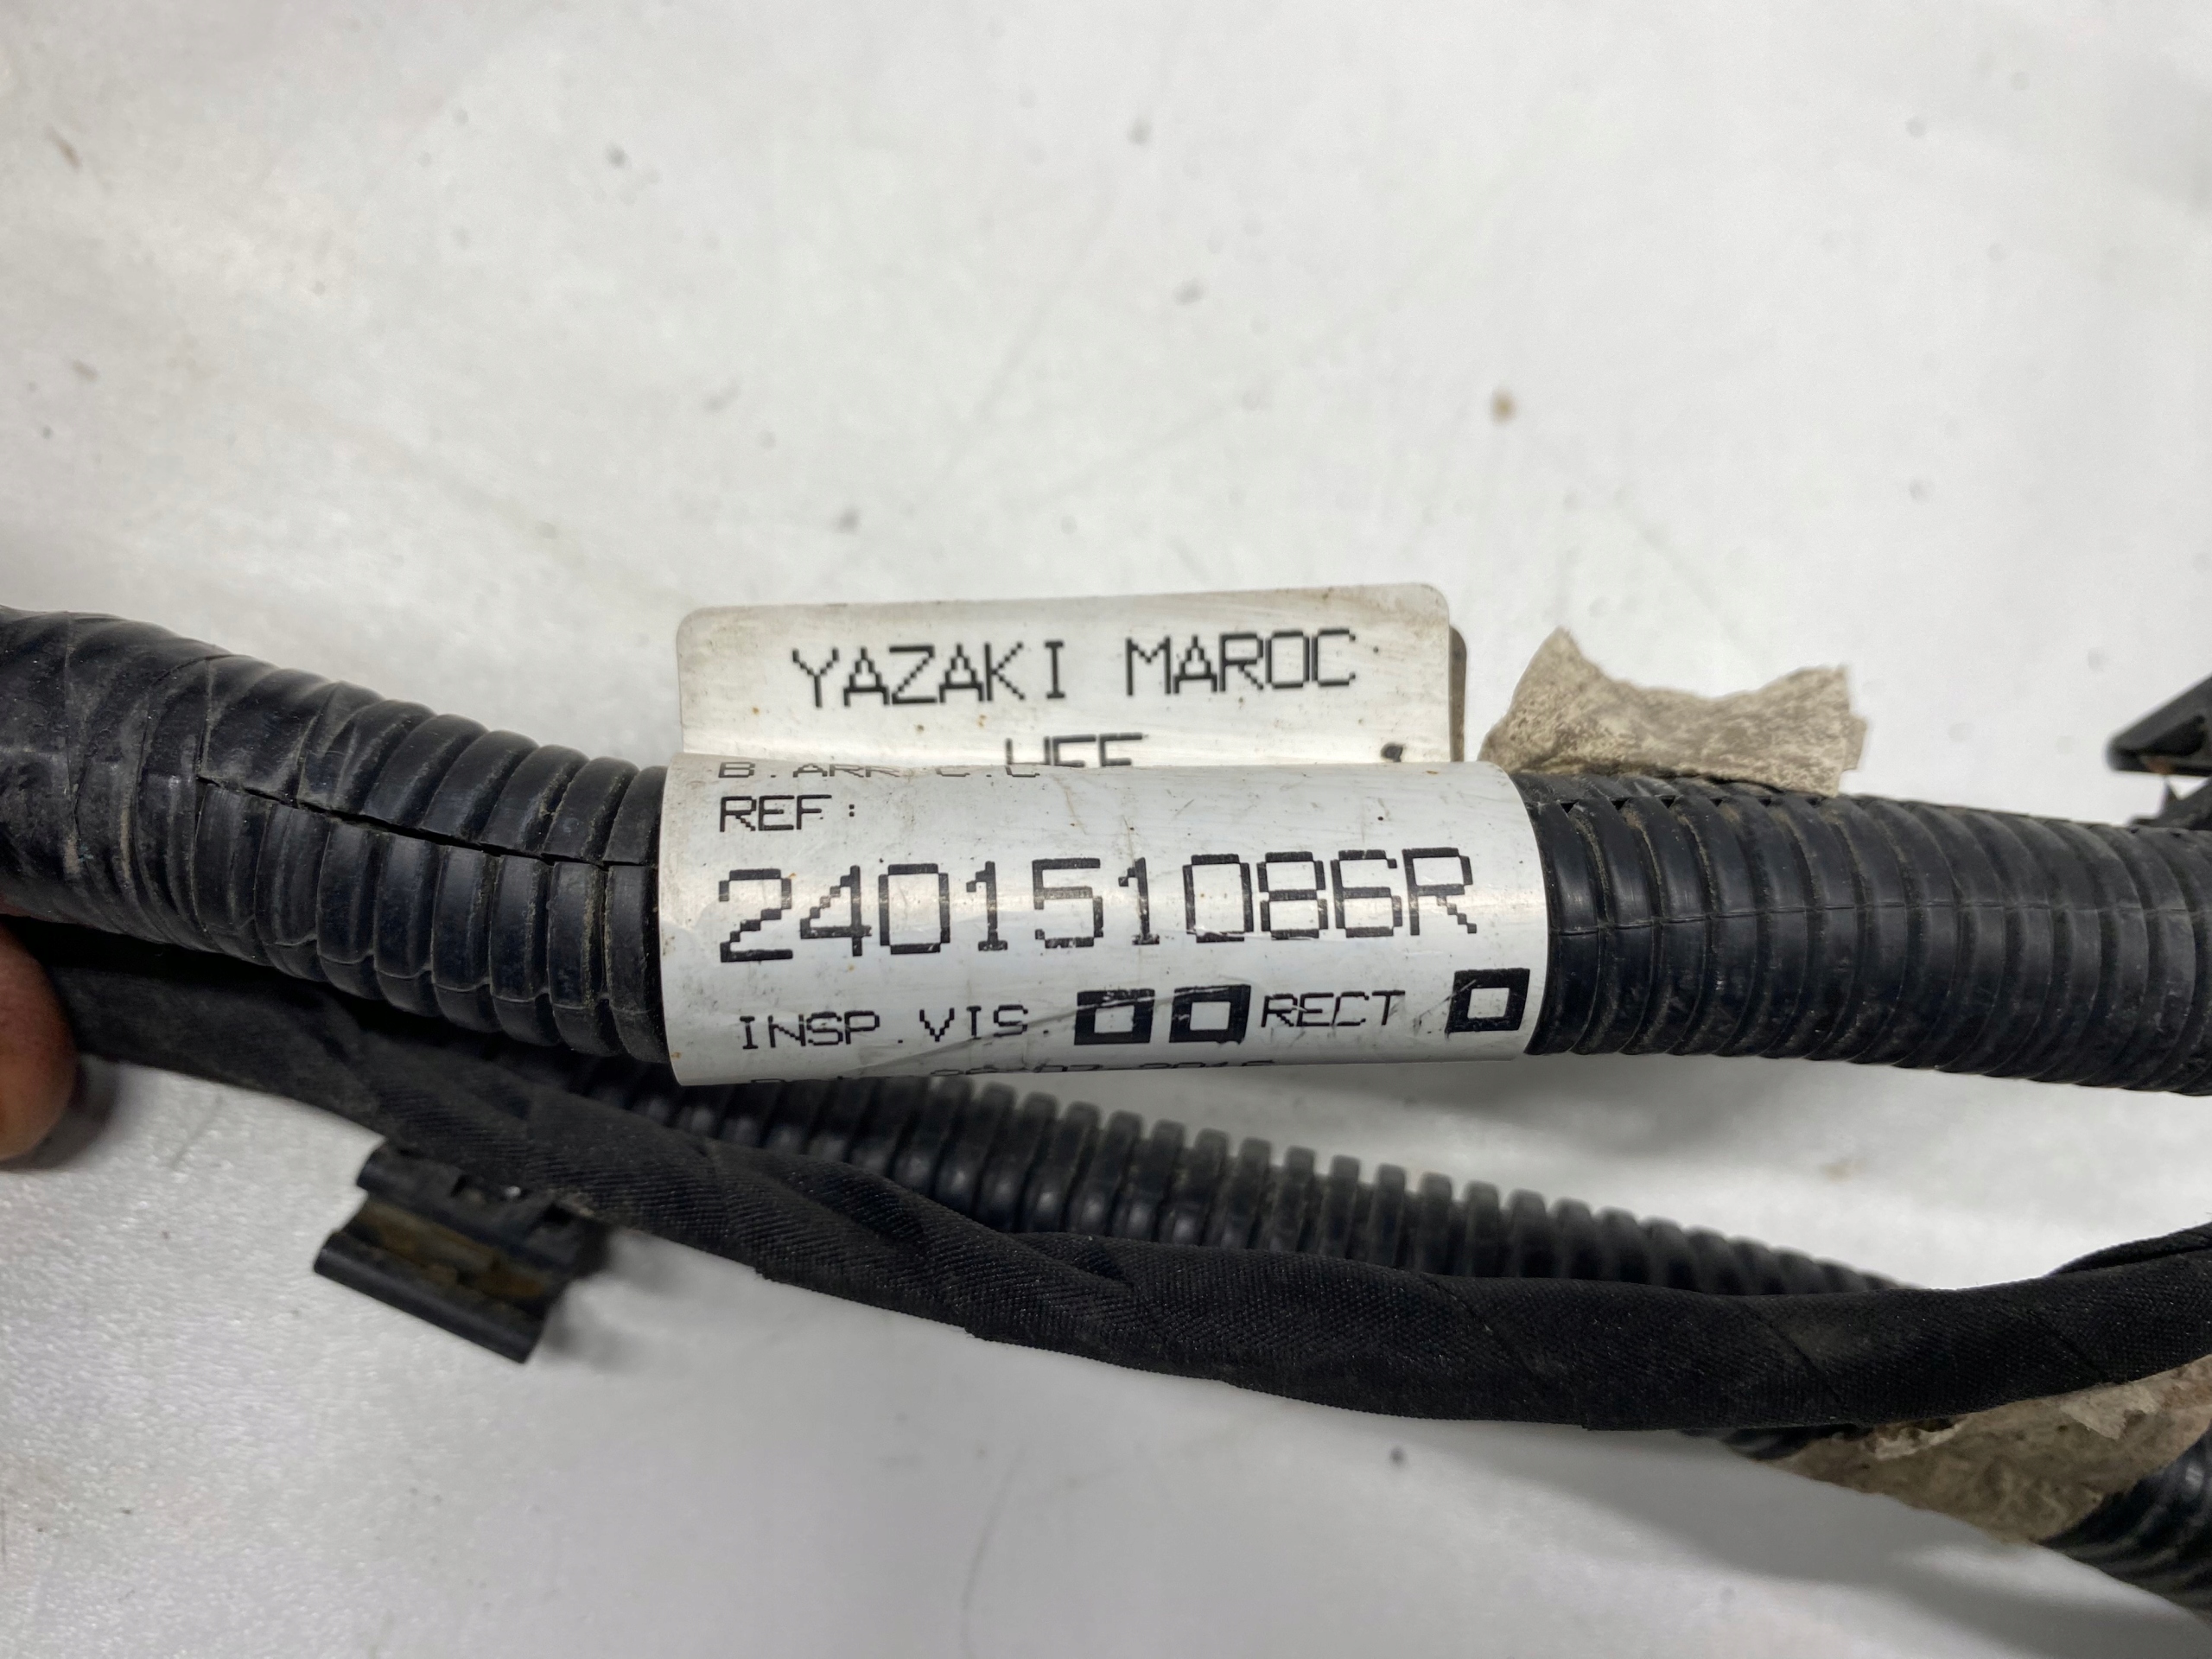 YAZAKI MAROC
REF:
240151086R
INSP.VIS. RECT